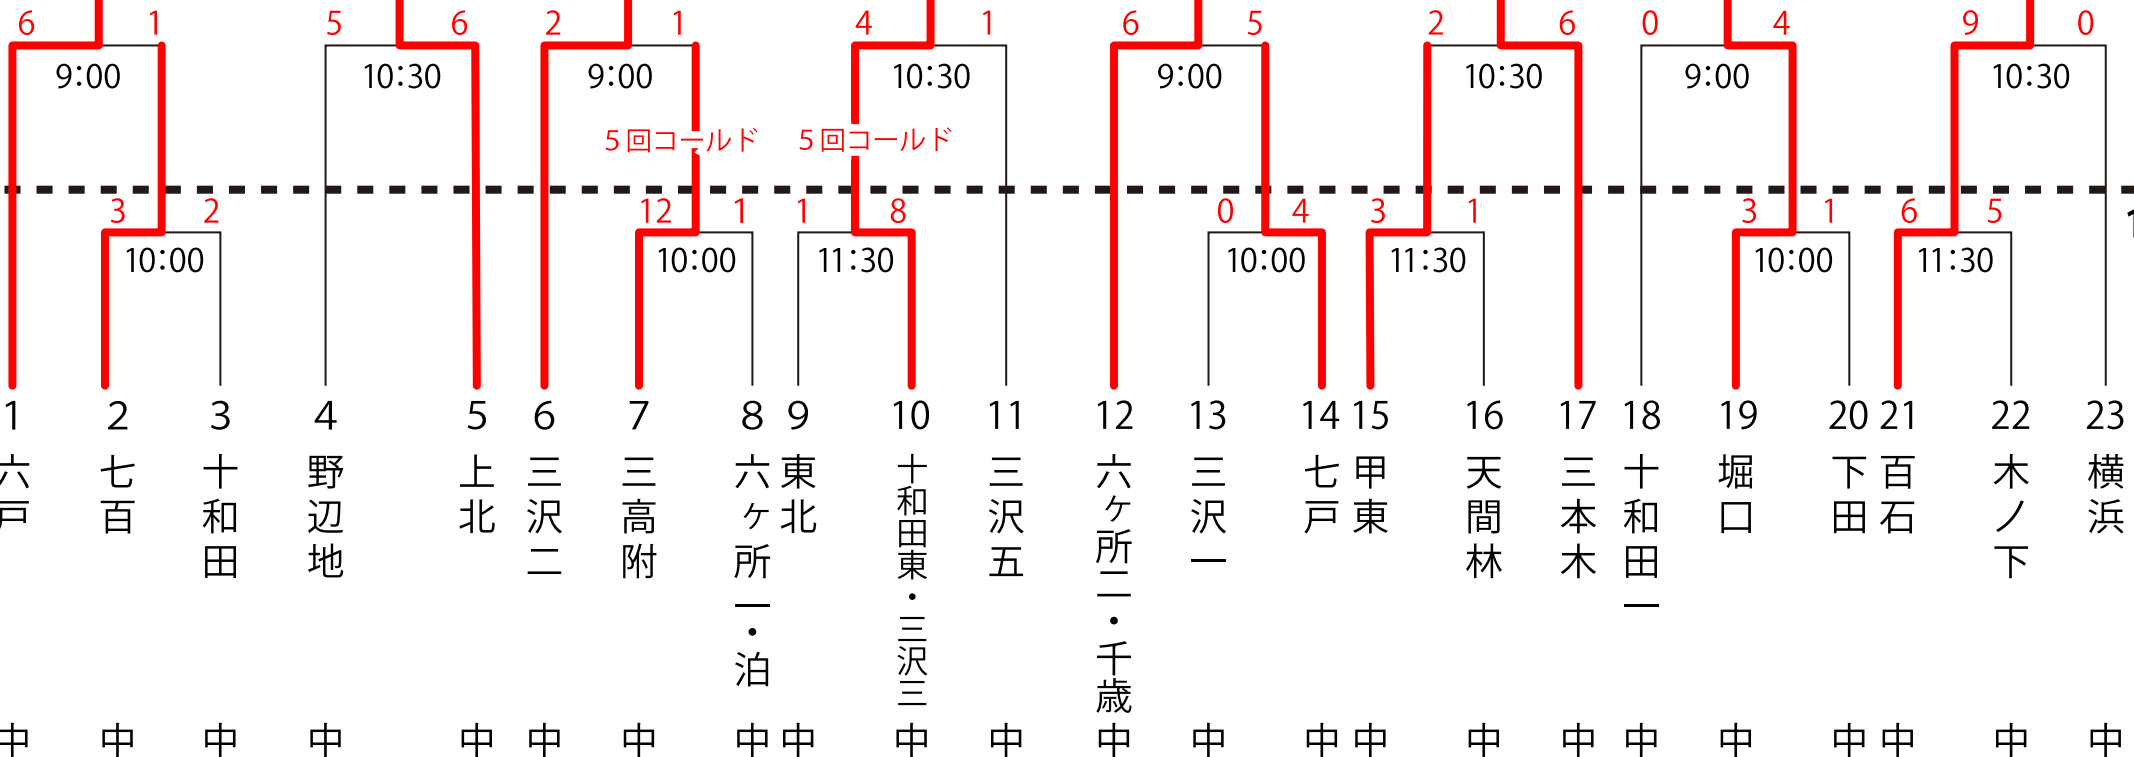 6 1 5 6 2 1 4 1 6 5 2 6 0 4 9 0
9:00 10:30 9:00 10:30 9:00 10:30 9:00 10:30
5回コールド 5回コールド
3 2 12 1 1 8 0 4 3 1 3 1 6 5
10:00 10:00 11:30 10:00 11:30 10:00 11:30
1 2 3 4 5 6 7 8 9 10 11 12 13 14 15 16 17 18 19 20 21 22 23
六戸中
七百中
十和田中
野辺地中
上北中
三沢二中
三高附中
六ヶ所一・泊中
東北中
十和田東・三沢三中
三沢五中
六ヶ所二・千歳中
三沢一中
七戸中
甲東中
天間林中
三本木中
十和田一中
堀口中
下田中
百石中
木ノ下中
横浜中